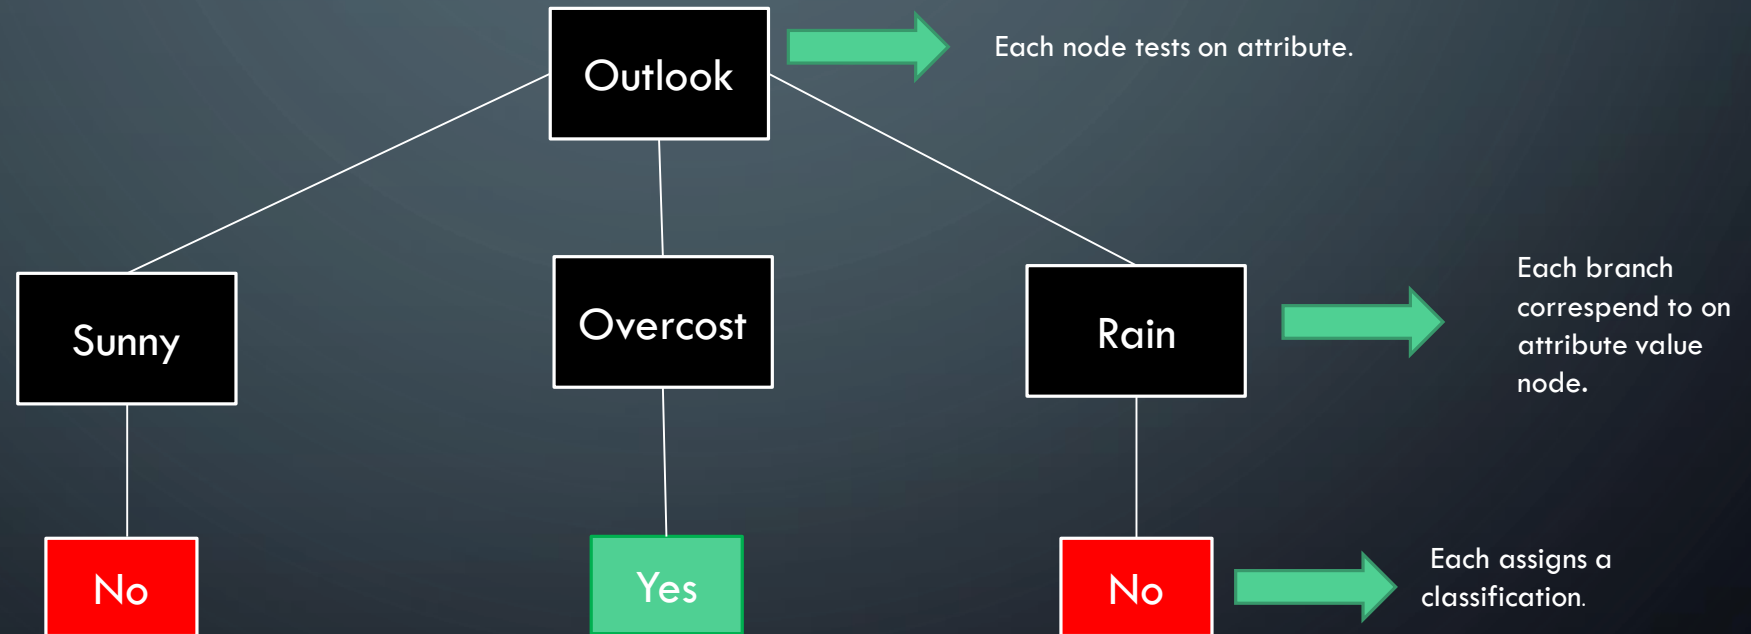 Outlook
Each node tests on attribute.
Sunny
Overcost
Rain
Each branch
correspond to on
attribute value
node.
No
Yes
No
Each assigns a
classification.